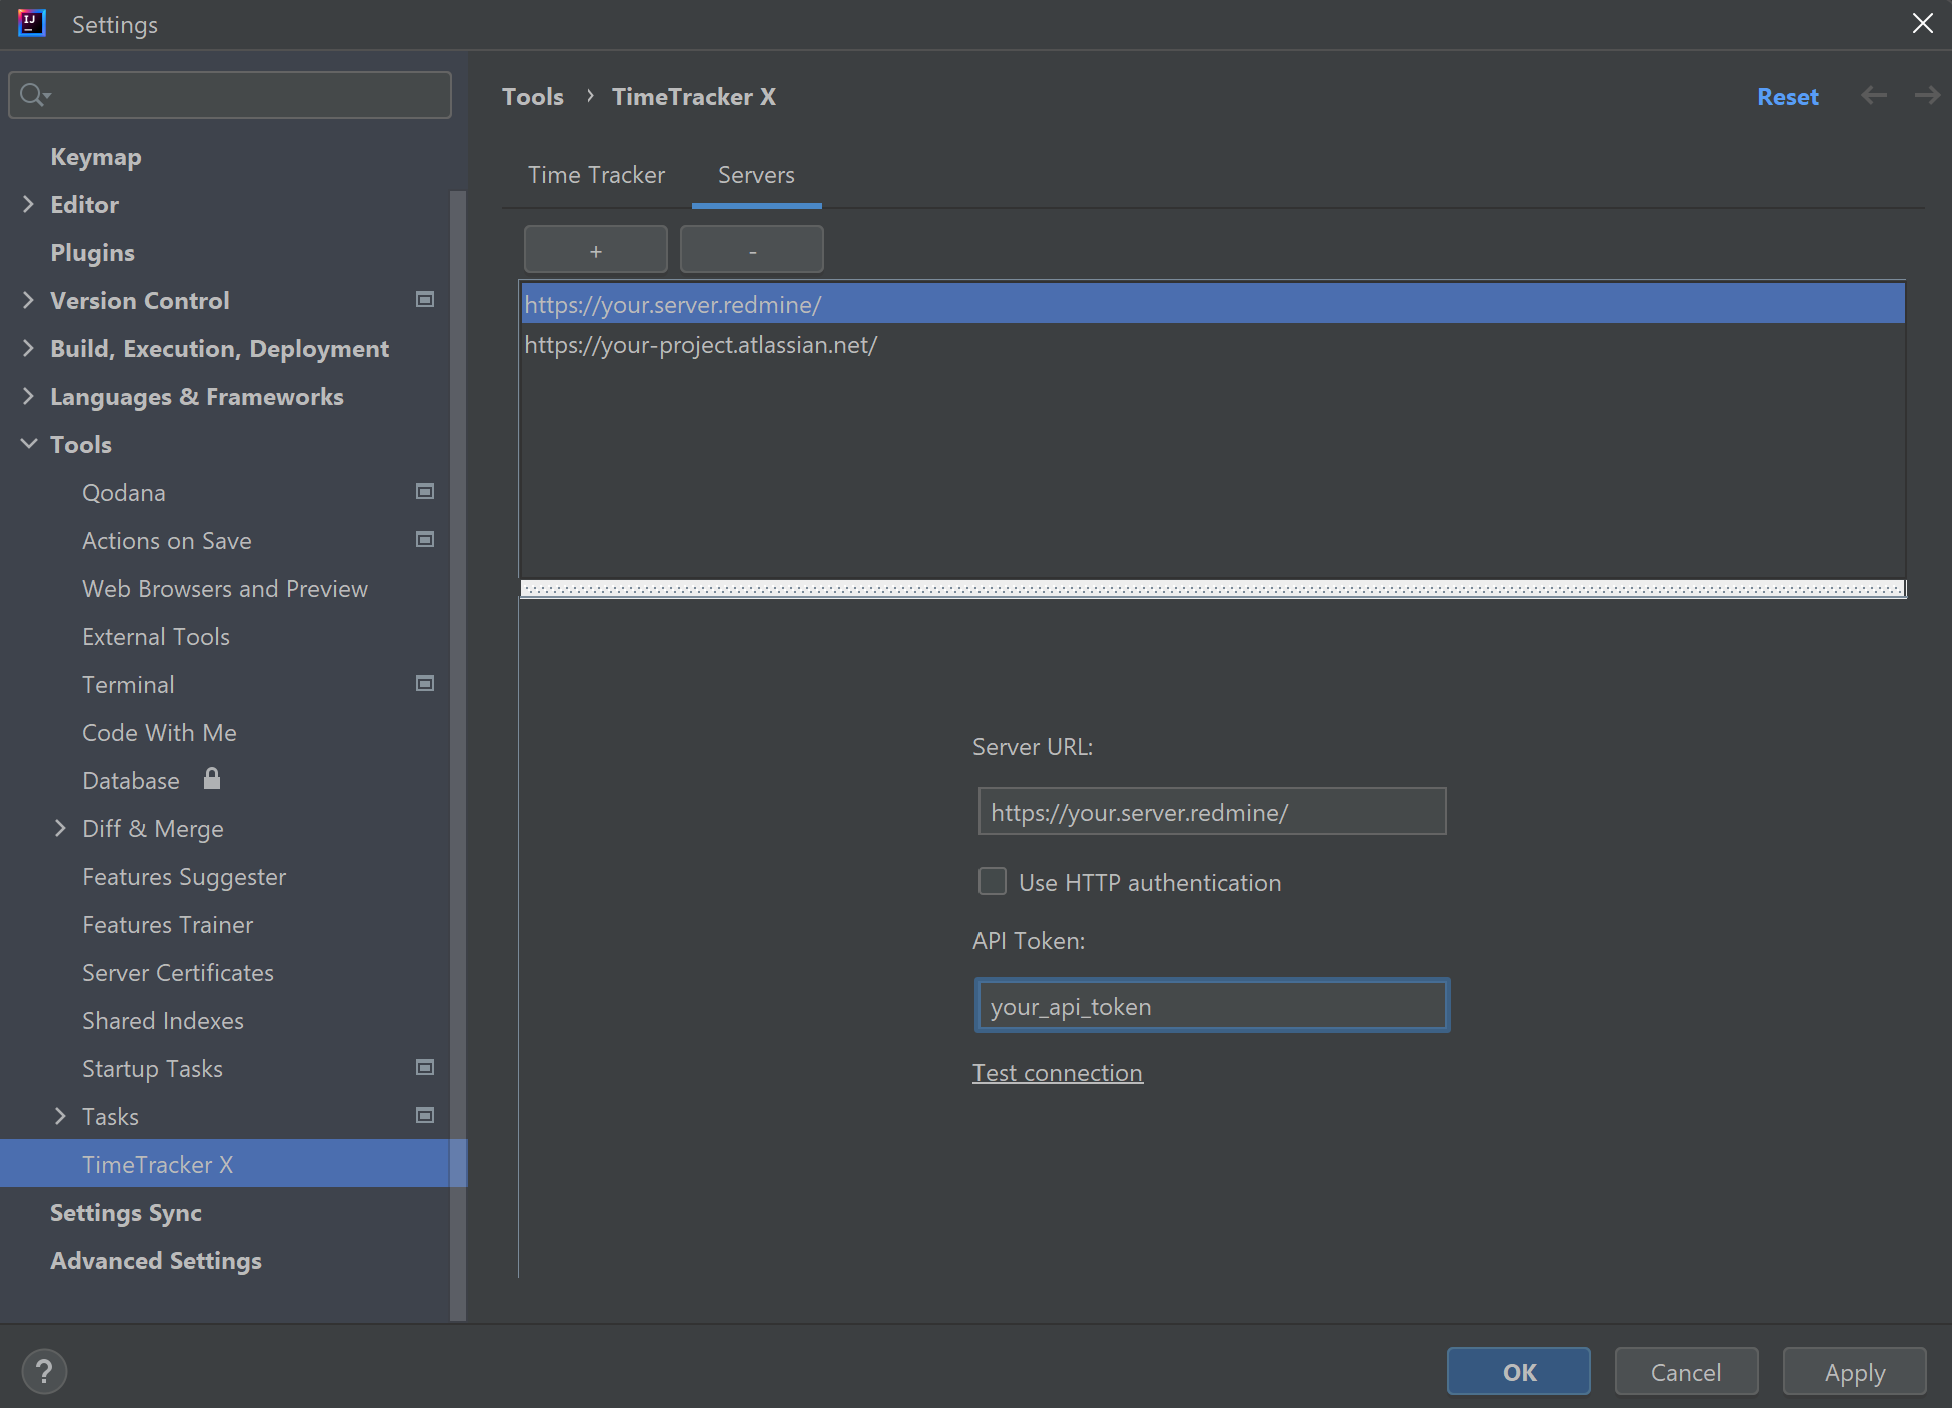 IJ
Settings
Keymap
Editor
Plugins
Version Control
Build, Execution, Deployment
Languages & Frameworks
Tools
Qodana
Actions on Save
Web Browsers and Preview
External Tools
Terminal
Code With Me
Database
Diff & Merge
Features Suggester
Features Trainer
Server Certificates
Shared Indexes
Startup Tasks
Tasks
TimeTracker X
Settings Sync
Advanced Settings
Tools › TimeTracker X
Reset
Time Tracker Servers
+ -
https://your.server.redmine/
https://your-project.atlassian.net/
Server URL:
https://your.server.redmine/
Use HTTP authentication
API Token:
your_api_token
Test connection
?
OK Cancel Apply